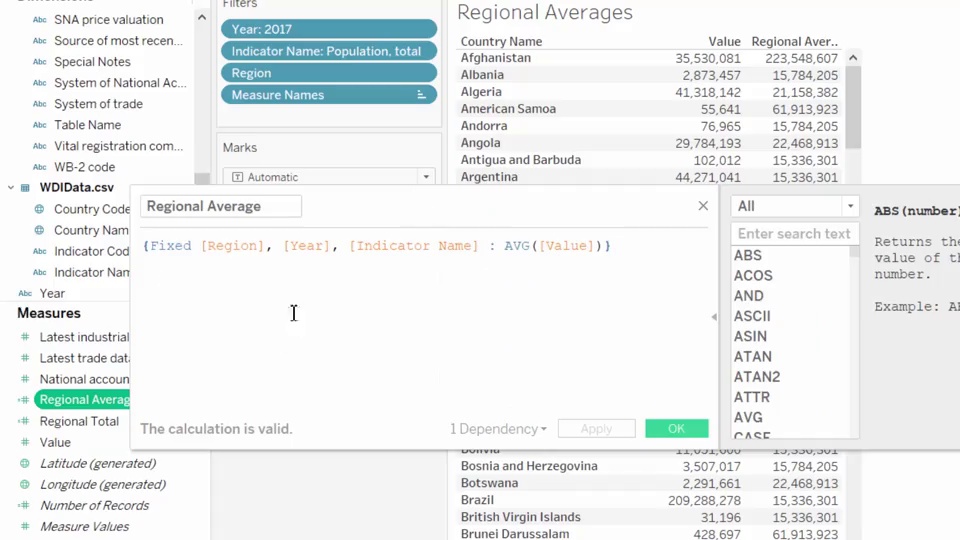 Dimensions
SNA price valuation
Source of most recen...
Special Notes
System of National Ac...
System of trade
Table Name
Vital registration com...
WB-2 code
WDIData.csv
Country Code
Country Nam
Indicator Cod
Indicator Nam
Year
Measures
Latest industrial
Latest trade dat
National accoun
Regional Averag
Regional Total
Value
Latitude (generated)
Longitude (generated)
Number of Records
Measure Values
Filters
Year: 2017
Indicator Name: Population, total
Region
Measure Names
Marks
Automatic
Regional Averages
Country Name Value Regional Aver..
Afghanistan 35,530,081 223,548,607
Albania 2,873,457 15,784,205
Algeria 41,318,142 21,158,382
American Samoa 55,641 61,913,923
Andorra 76,965 15,784,205
Angola 29,784,193 22,468,913
Antigua and Barbuda 102,012 15,336,301
Argentina 44,271,041 15,336,301
Regional Average
{Fixed [Region], [Year], [Indicator Name] : AVG([Value])}
The calculation is valid.
1 Dependency
Apply
OK
All
Enter search text
ABS
ACOS
AND
ASCII
ASIN
ATAN
ATAN2
ATTR
AVG
CASE
ABS(number)
Returns the
value of th
number.
Example: AB
Bolivia 11,051,600 15,336,301
Bosnia and Herzegovina 3,507,017 15,784,205
Botswana 2,291,661 22,468,913
Brazil 209,288,278 15,336,301
British Virgin Islands 31,196 15,336,301
Brunei Darussalam 428,697 61,913,923